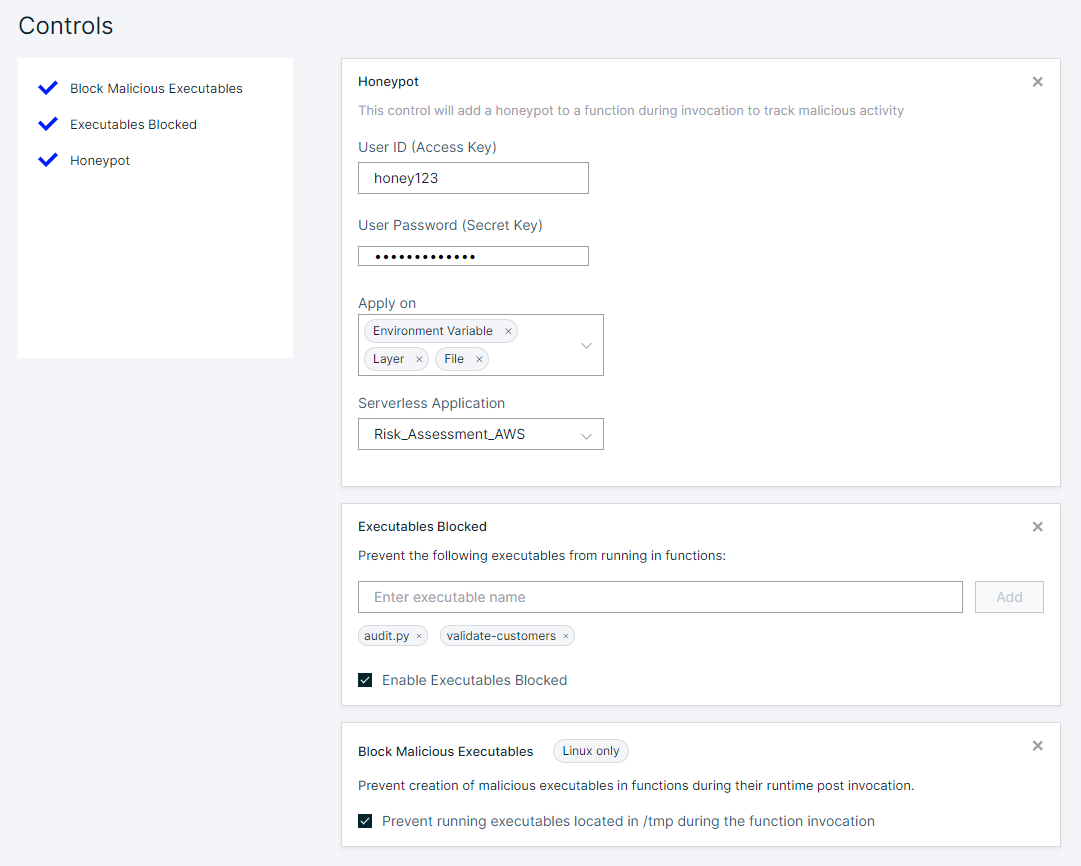 Controls
Block Malicious Executables
Executables Blocked
Honeypot
Honeypot
This control will add a honeypot to a function during invocation to track malicious activity
User ID (Access Key)
honey123
User Password (Secret Key)
•••••••••••••
Apply on
Environment Variable ×
Layer × File ×
Serverless Application
Risk_Assessment_AWS
Executables Blocked
Prevent the following executables from running in functions:
Enter executable name Add
audit.py × validate-customers ×
Enable Executables Blocked
Block Malicious Executables Linux only
Prevent creation of malicious executables in functions during their runtime post invocation.
Prevent running executables located in /tmp during the function invocation